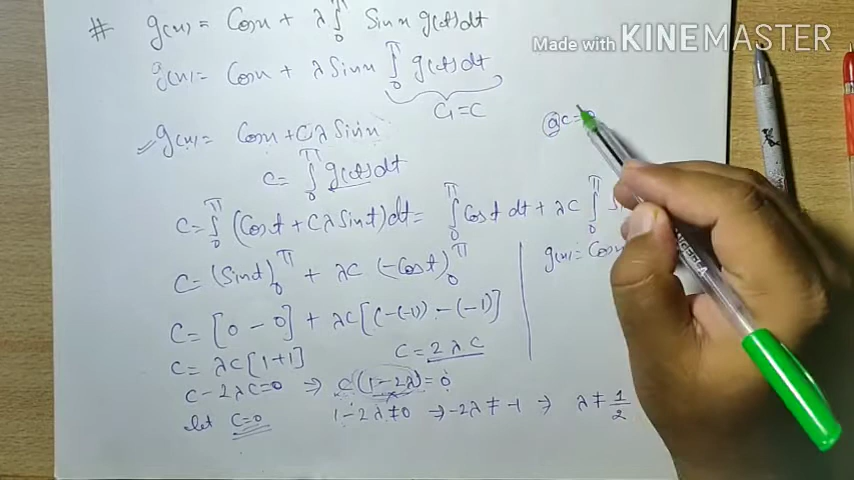 Made with KINEMASTER
# g(x) = Cosx + λ∫₀^π Sinx g(t)dt
g(x) = Cosx + λ Sinx ∫₀^π g(t)dt
C₁ = C
g(x) = Cosx + Cλ Sinx
C = ∫₀^π g(t)dt
C = ∫₀^π (Cost + Cλ Sint)dt = ∫₀^π Cost dt + λC ∫₀^π
C = (Sint)₀^π + λC (-Cost)₀^π
g(x) = Cosx
C = [0 - 0] + λC[(-(-1)) - (-1)]
C = λC[1+1]
C = 2λC
C - 2λC = 0 ⇒ C(1-2λ) = 0
let C=0
1-2λ ≠ 0 → -2λ ≠ -1 ⇒ λ ≠ 1/2